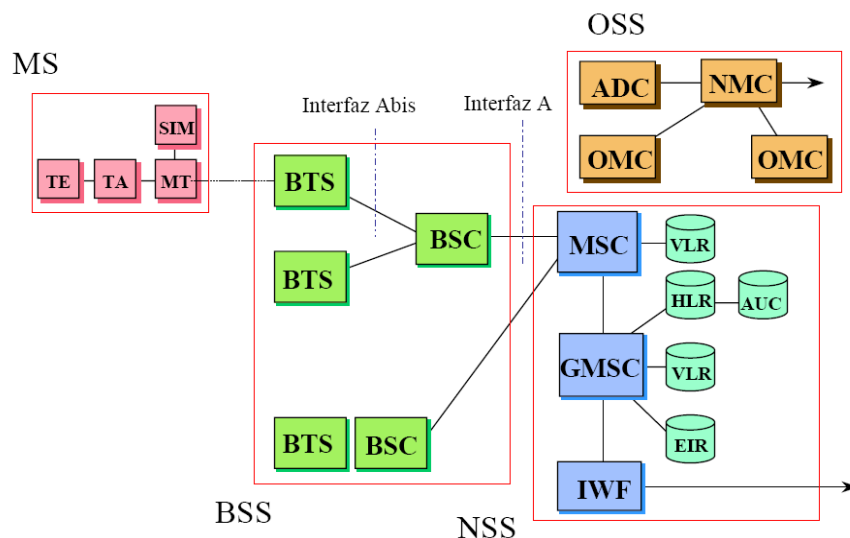 OSS
MS
ADC
NMC
Interfaz Abis
Interfaz A
SIM
OMC
OMC
TE
TA
MT
BTS
BSC
MSC
VLR
BTS
HLR
AUC
GMSC
VLR
BTS
BSC
EIR
IWF
BSS
NSS